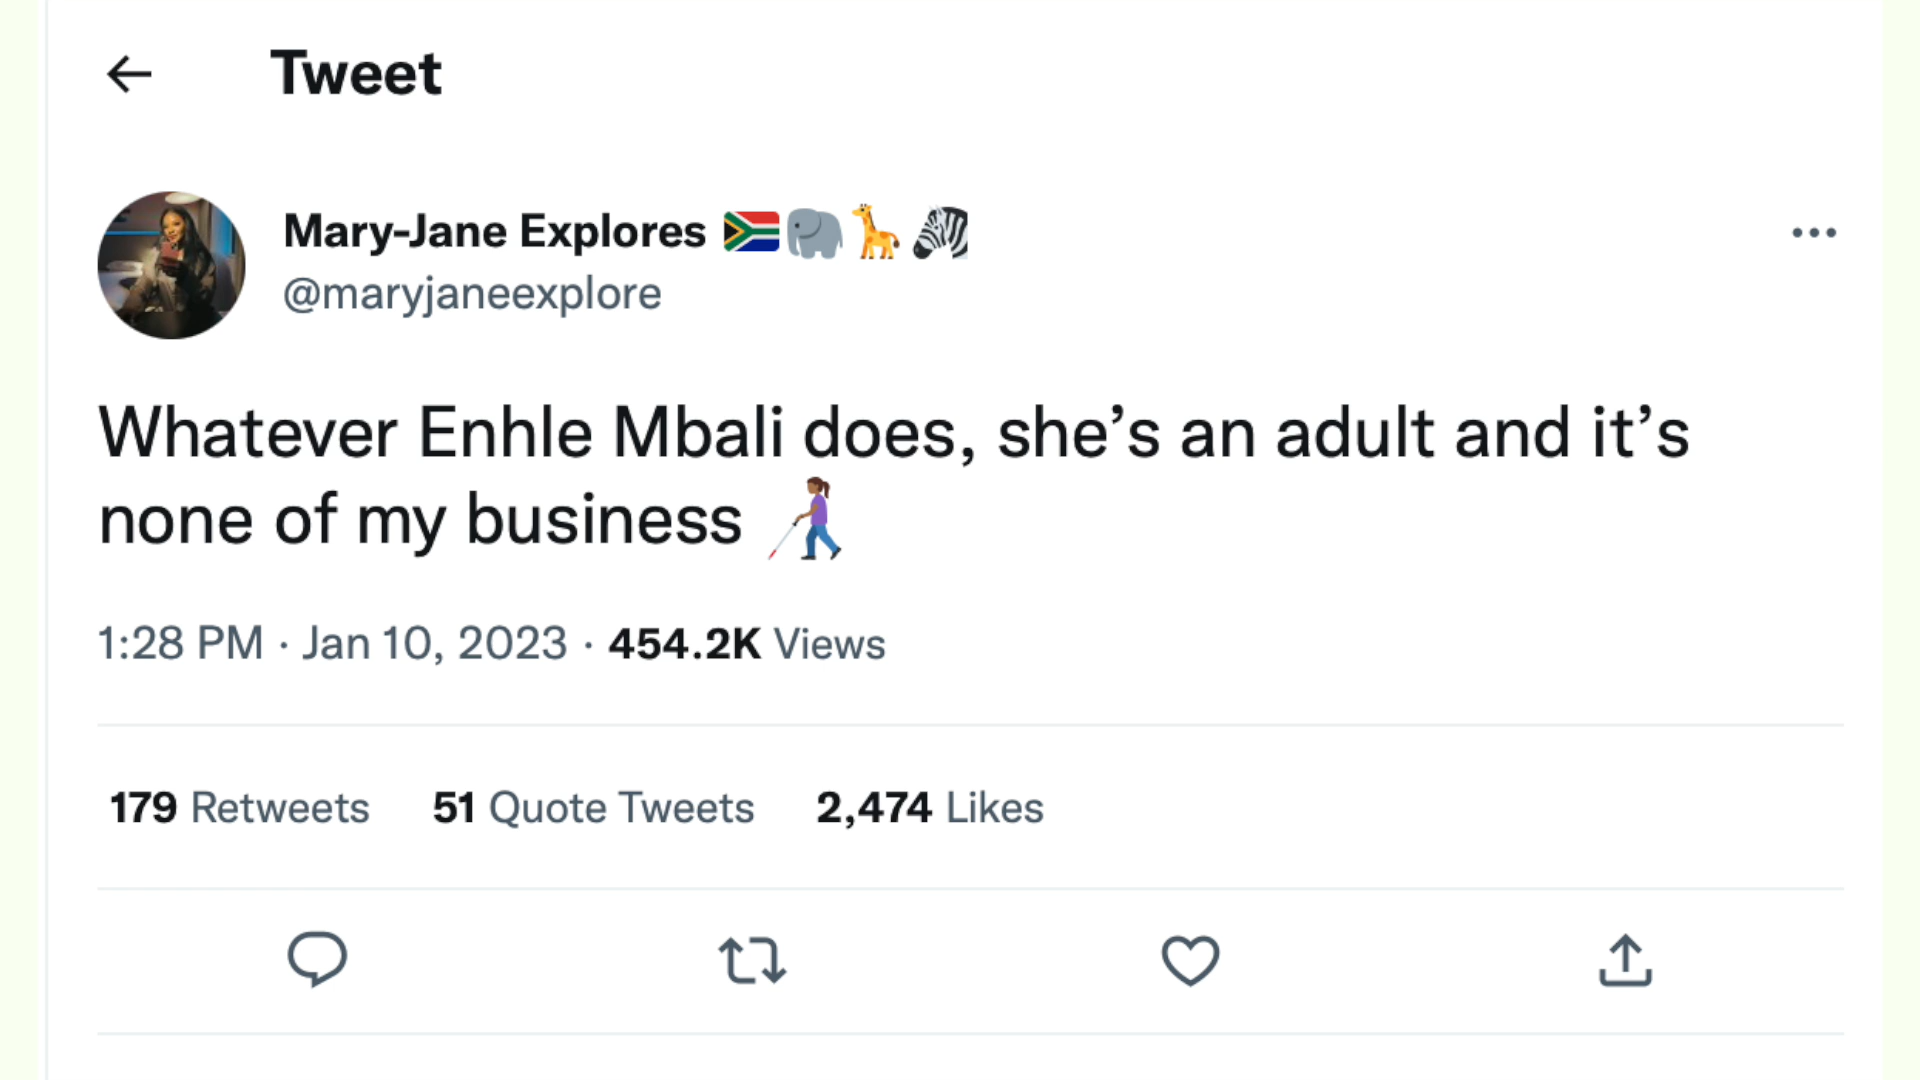 Tweet
Mary-Jane Explores 🇿🇦🐘🦒🦓
@maryjaneexplore
Whatever Enhle Mbali does, she’s an adult and it’s
none of my business 👩🏾‍🦯
1:28 PM · Jan 10, 2023 · 454.2K Views
179 Retweets 51 Quote Tweets 2,474 Likes